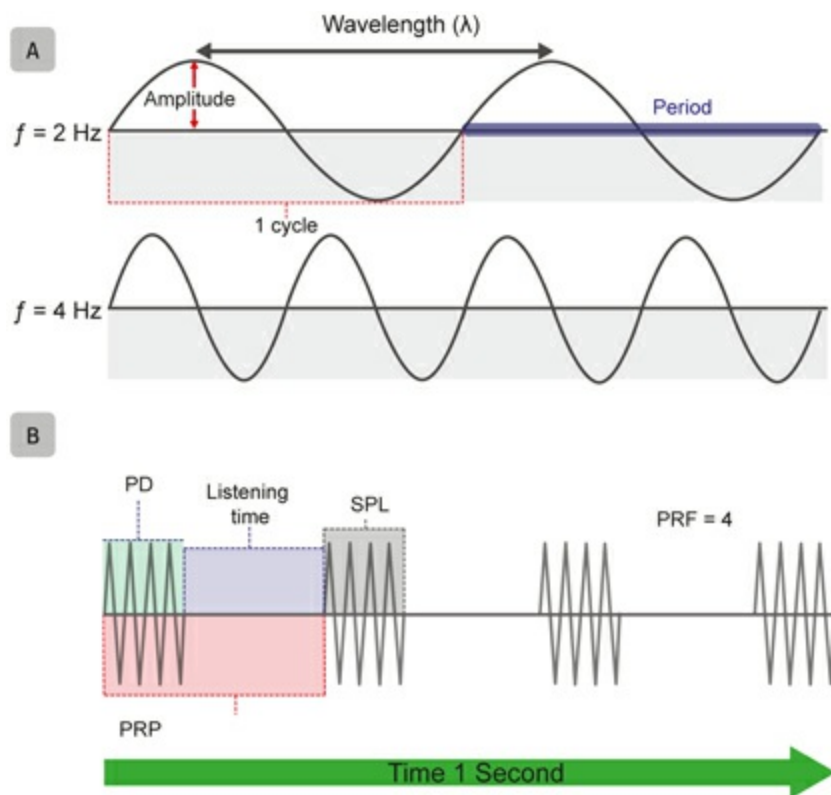 A
Wavelength (λ)
Amplitude
Period
ƒ = 2 Hz
1 cycle
ƒ = 4 Hz
B
PD
Listening
time
SPL
PRF = 4
PRP
Time 1 Second